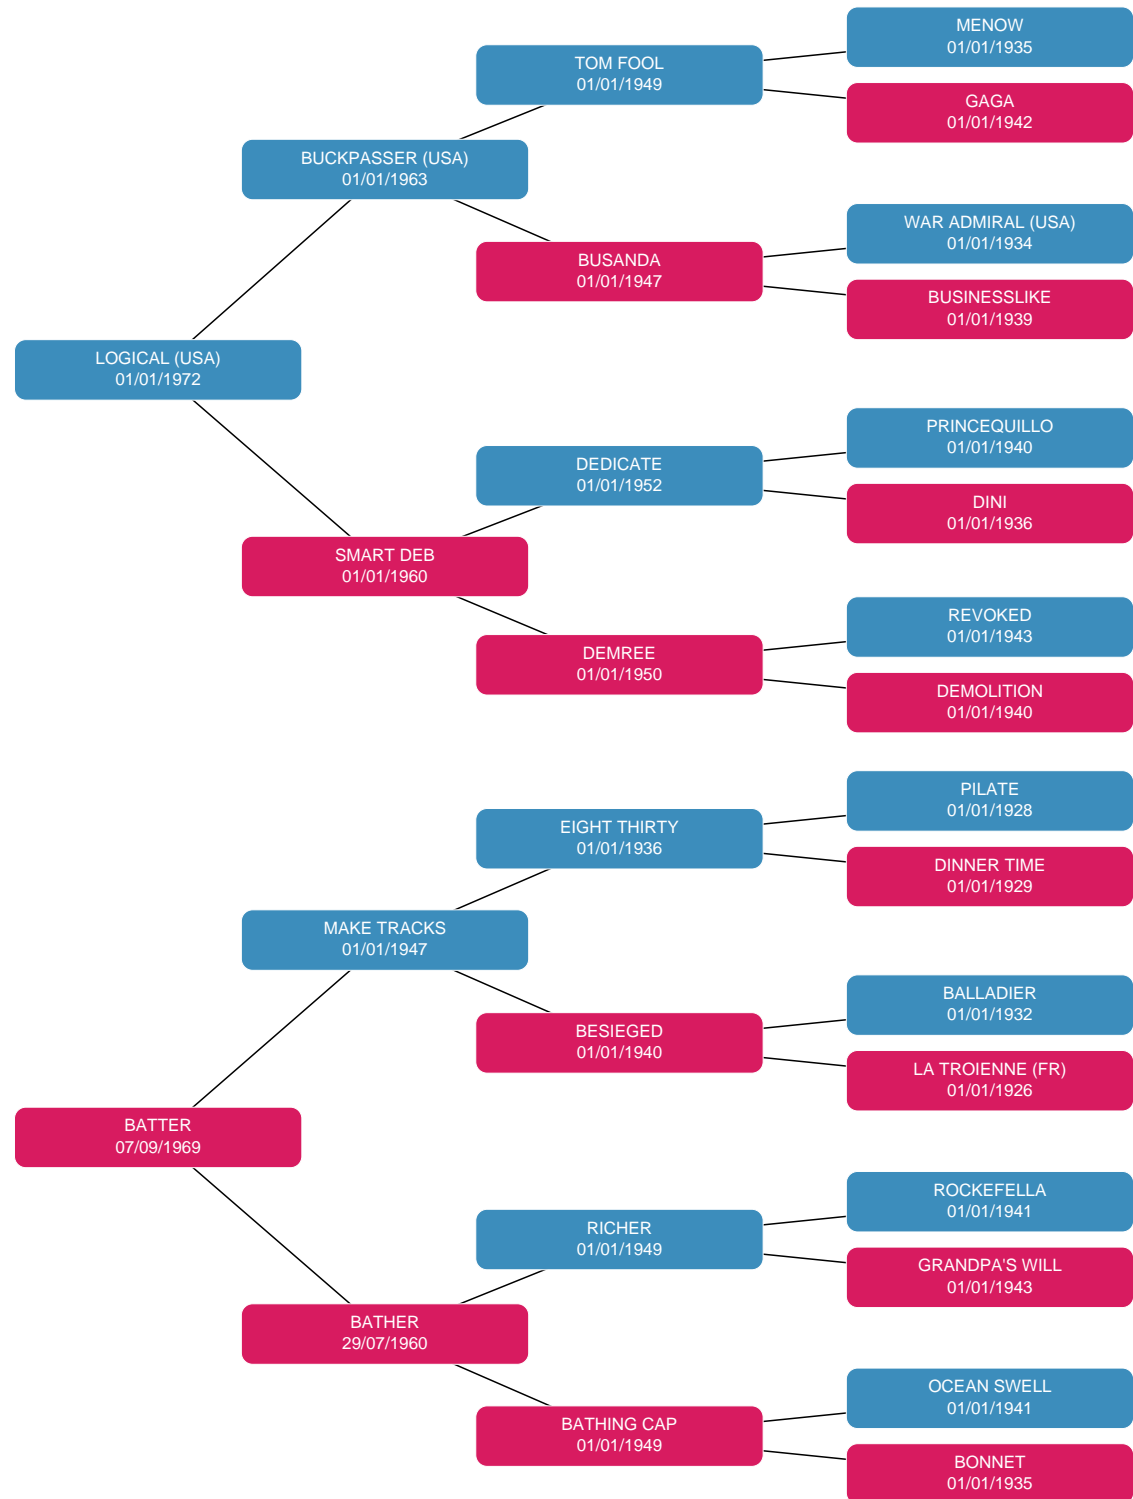 MENOW
01/01/1935
TOM FOOL
01/01/1949
GAGA
01/01/1942
BUCKPASSER (USA)
01/01/1963
WAR ADMIRAL (USA)
01/01/1934
BUSANDA
01/01/1947
BUSINESSLIKE
01/01/1939
LOGICAL (USA)
01/01/1972
PRINCEQUILLO
01/01/1940
DEDICATE
01/01/1952
DINI
01/01/1936
SMART DEB
01/01/1960
REVOKED
01/01/1943
DEMREE
01/01/1950
DEMOLITION
01/01/1940
PILATE
01/01/1928
EIGHT THIRTY
01/01/1936
DINNER TIME
01/01/1929
MAKE TRACKS
01/01/1947
BALLADIER
01/01/1932
BESIEGED
01/01/1940
LA TROIENNE (FR)
01/01/1926
BATTER
07/09/1969
ROCKEFELLA
01/01/1941
RICHER
01/01/1949
GRANDPA'S WILL
01/01/1943
BATHER
29/07/1960
OCEAN SWELL
01/01/1941
BATHING CAP
01/01/1949
BONNET
01/01/1935